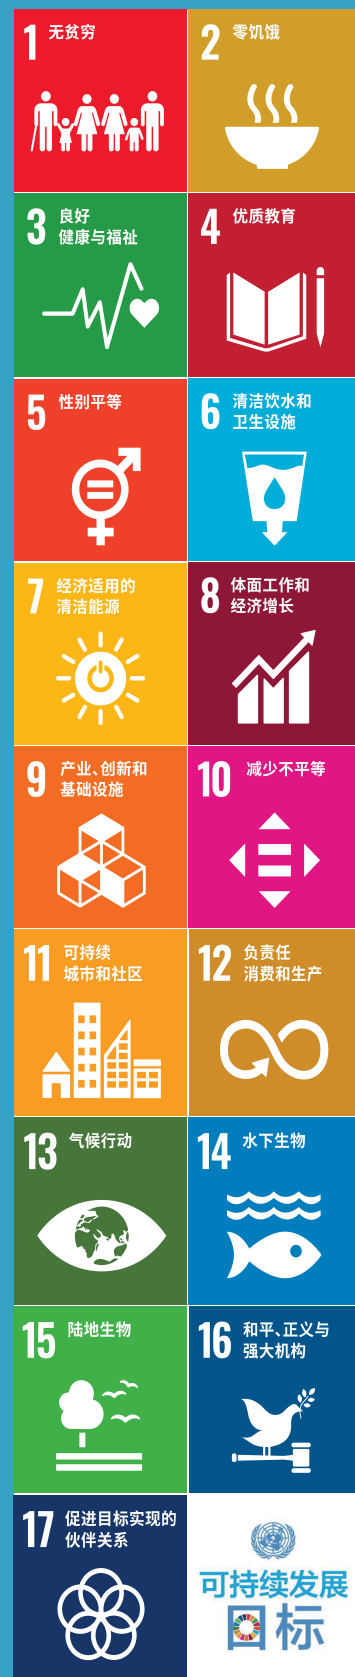 1 无贫穷
2 零饥饿
3 良好
健康与福祉
4 优质教育
5 性别平等
6 清洁饮水和
卫生设施
7 经济适用的
清洁能源
8 体面工作和
经济增长
9 产业、创新和
基础设施
10 减少不平等
11 可持续
城市和社区
12 负责任
消费和生产
13 气候行动
14 水下生物
15 陆地生物
16 和平、正义与
强大机构
17 促进目标实现的
伙伴关系
可持续发展
目标